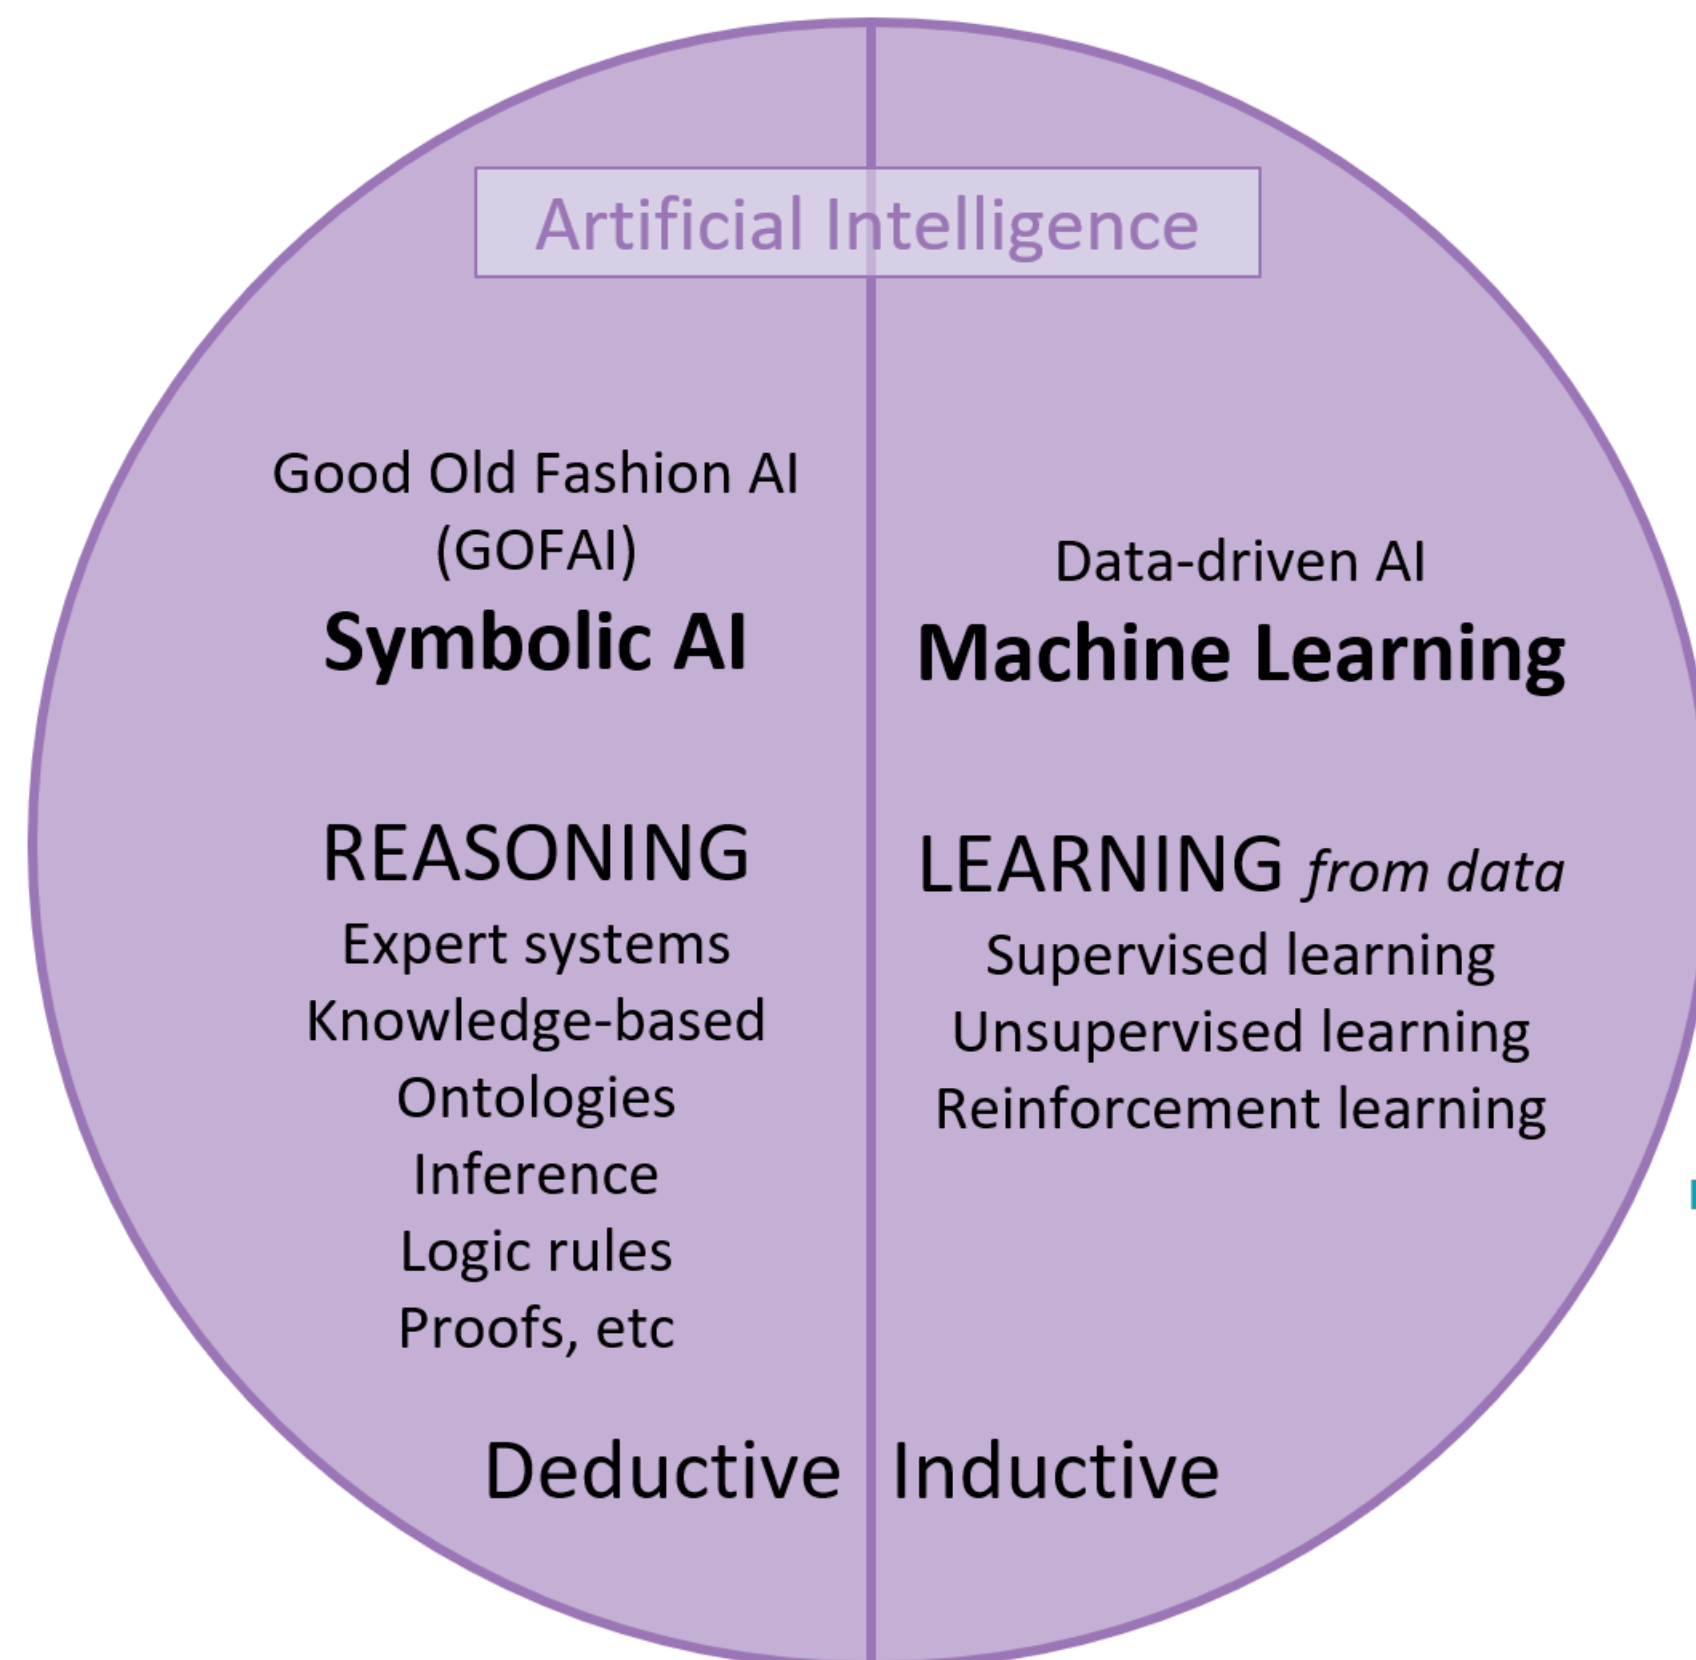 Artificial Intelligence
Good Old Fashion AI
(GOFAI)
Symbolic AI
REASONING
Expert systems
Knowledge-based
Ontologies
Inference
Logic rules
Proofs, etc
Deductive
Data-driven AI
Machine Learning
LEARNING from data
Supervised learning
Unsupervised learning
Reinforcement learning
Inductive